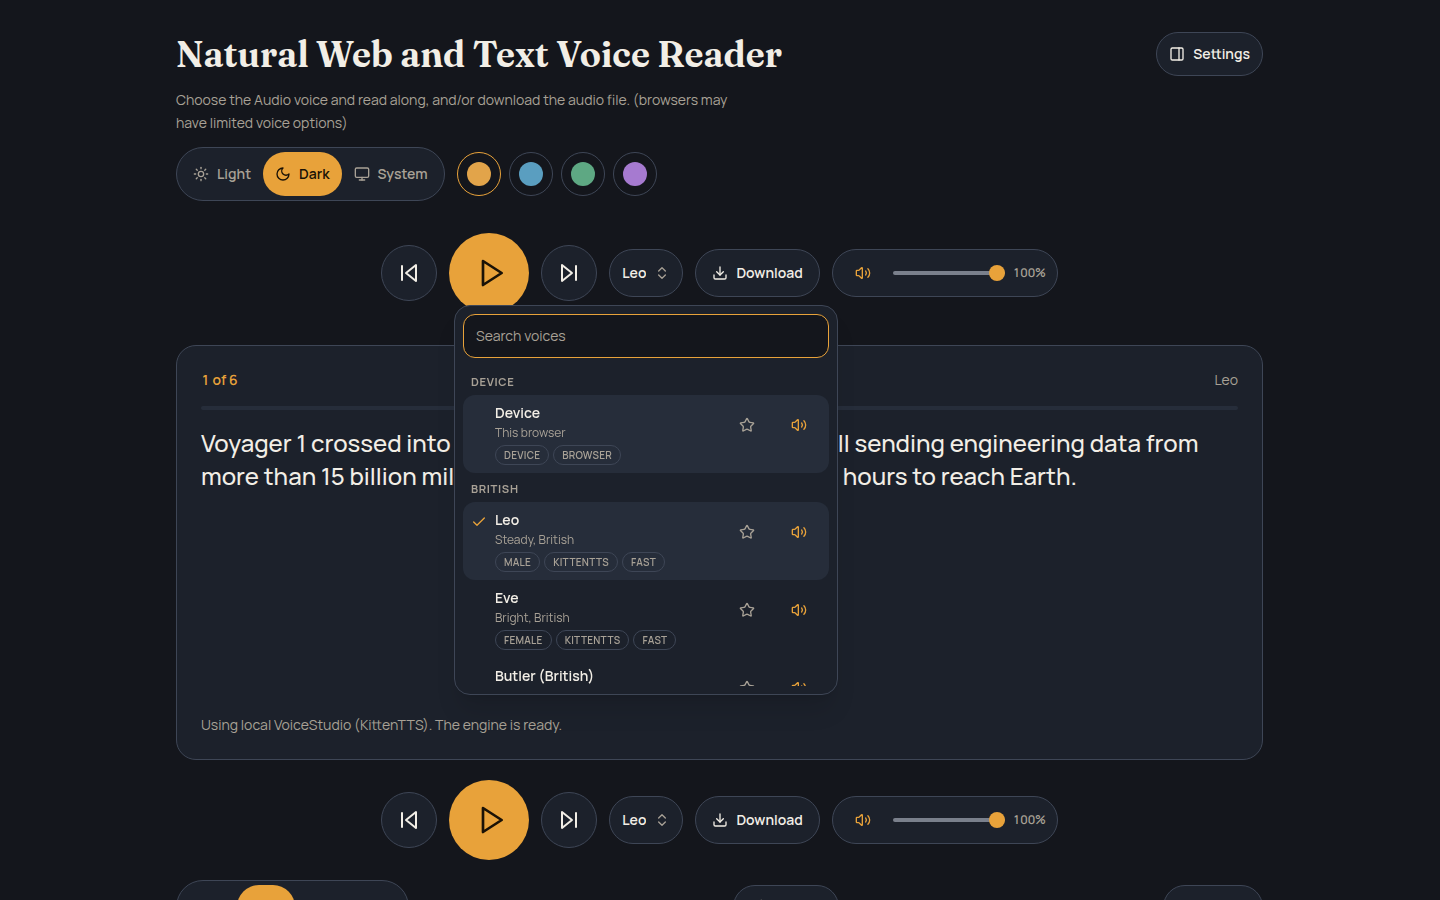 Natural Web and Text Voice Reader
Settings
Choose the Audio voice and read along, and/or download the audio file. (browsers may
have limited voice options)
Light
Dark
System
Leo
Download
100%
Search voices
DEVICE
Device
This browser
DEVICE
BROWSER
BRITISH
Leo
Steady, British
MALE
KITTENTTS
FAST
Eve
Bright, British
FEMALE
KITTENTTS
FAST
Butler (British)
1 of 6
Leo
Voyager 1 crossed into
ll sending engineering data from
more than 15 billion mil
hours to reach Earth.
Using local VoiceStudio (KittenTTS). The engine is ready.
Leo
Download
100%